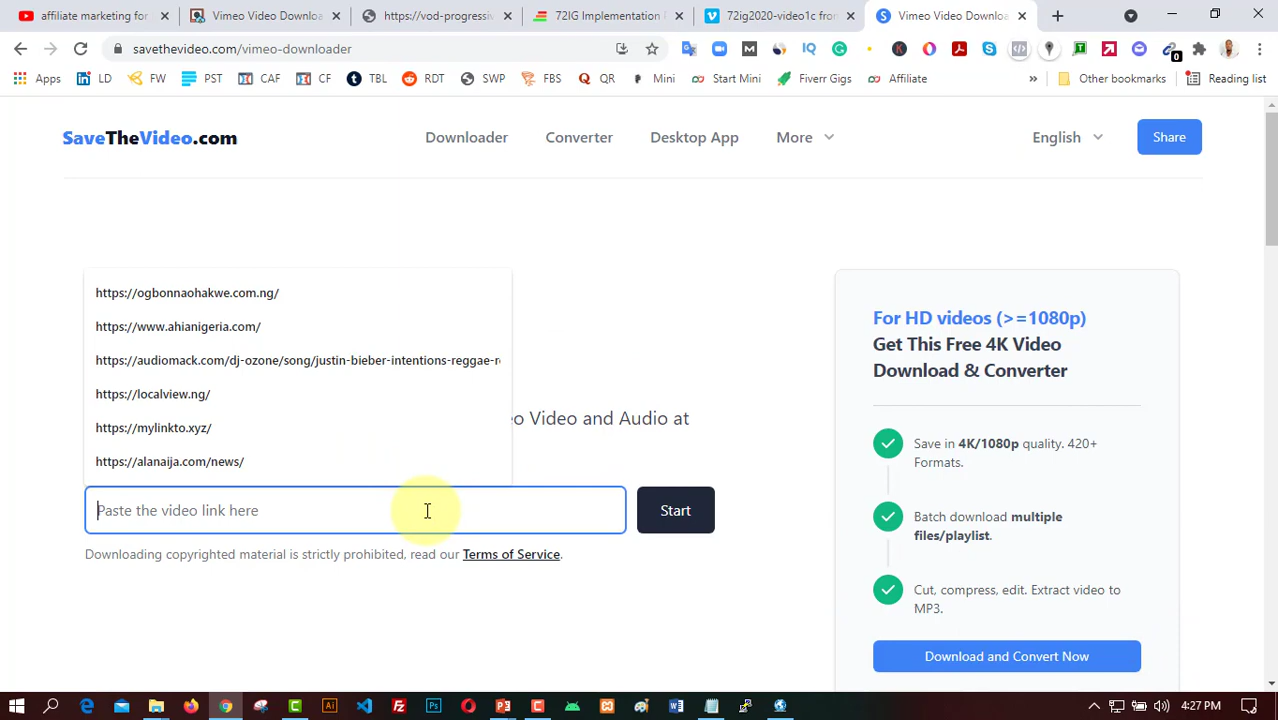 affiliate marketing for
Vimeo Video Downloa
https://vod-progressiv
72IG Implementation
72ig2020-video1c from
Vimeo Video Downloa
savethevideo.com/vimeo-downloader
0
Apps
LD
FW
PST
CAF
CF
TBL
RDT
SWP
FBS
QR
Mini
Start Mini
Fiverr Gigs
Affiliate
»
Other bookmarks
Reading list
SaveTheVideo.com
Downloader
Converter
Desktop App
More
English
Share
https://ogbonnaohakwe.com.ng/
https://www.ahianigeria.com/
https://audiomack.com/dj-ozone/song/justin-bieber-intentions-reggae-r
https://localview.ng/
https://mylinkto.xyz/
https://alanaija.com/news/
eo Video and Audio at
Paste the video link here
Start
Downloading copyrighted material is strictly prohibited, read our Terms of Service.
For HD videos (>=1080p)
Get This Free 4K Video
Download & Converter
Save in 4K/1080p quality. 420+
Formats.
Batch download multiple
files/playlist.
Cut, compress, edit. Extract video to
MP3.
Download and Convert Now
4:27 PM